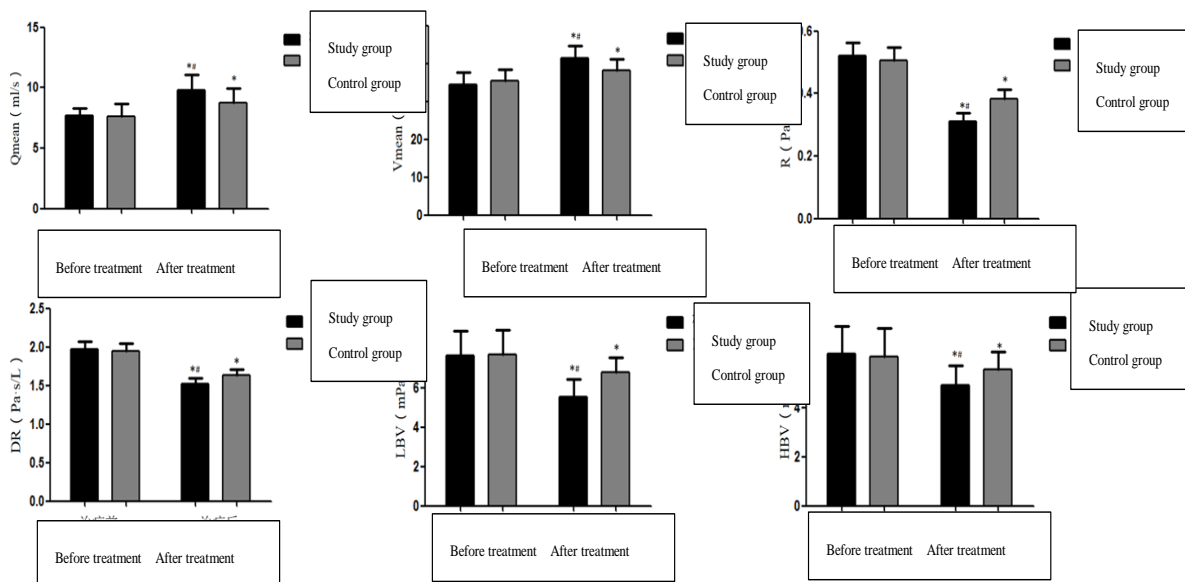 15
10
5
0
Qmean ( ml/s )
*#
*
Study group
Control group
Before treatment After treatment
20
0
Vmean (
*#
*
Study group
Control group
Before treatment After treatment
0.6
0.4
0.2
0.0
R ( Pa
*#
*
Study group
Control group
Before treatment After treatment
2.5
2.0
1.5
1.0
0.5
0.0
DR ( Pa·s/L )
*#
*
Study group
Control group
Before treatment After treatment
6
4
2
0
LBV ( mPa
*#
*
Study group
Control group
Before treatment After treatment
4
2
0
HBV (
*#
*
Study group
Control group
Before treatment After treatment